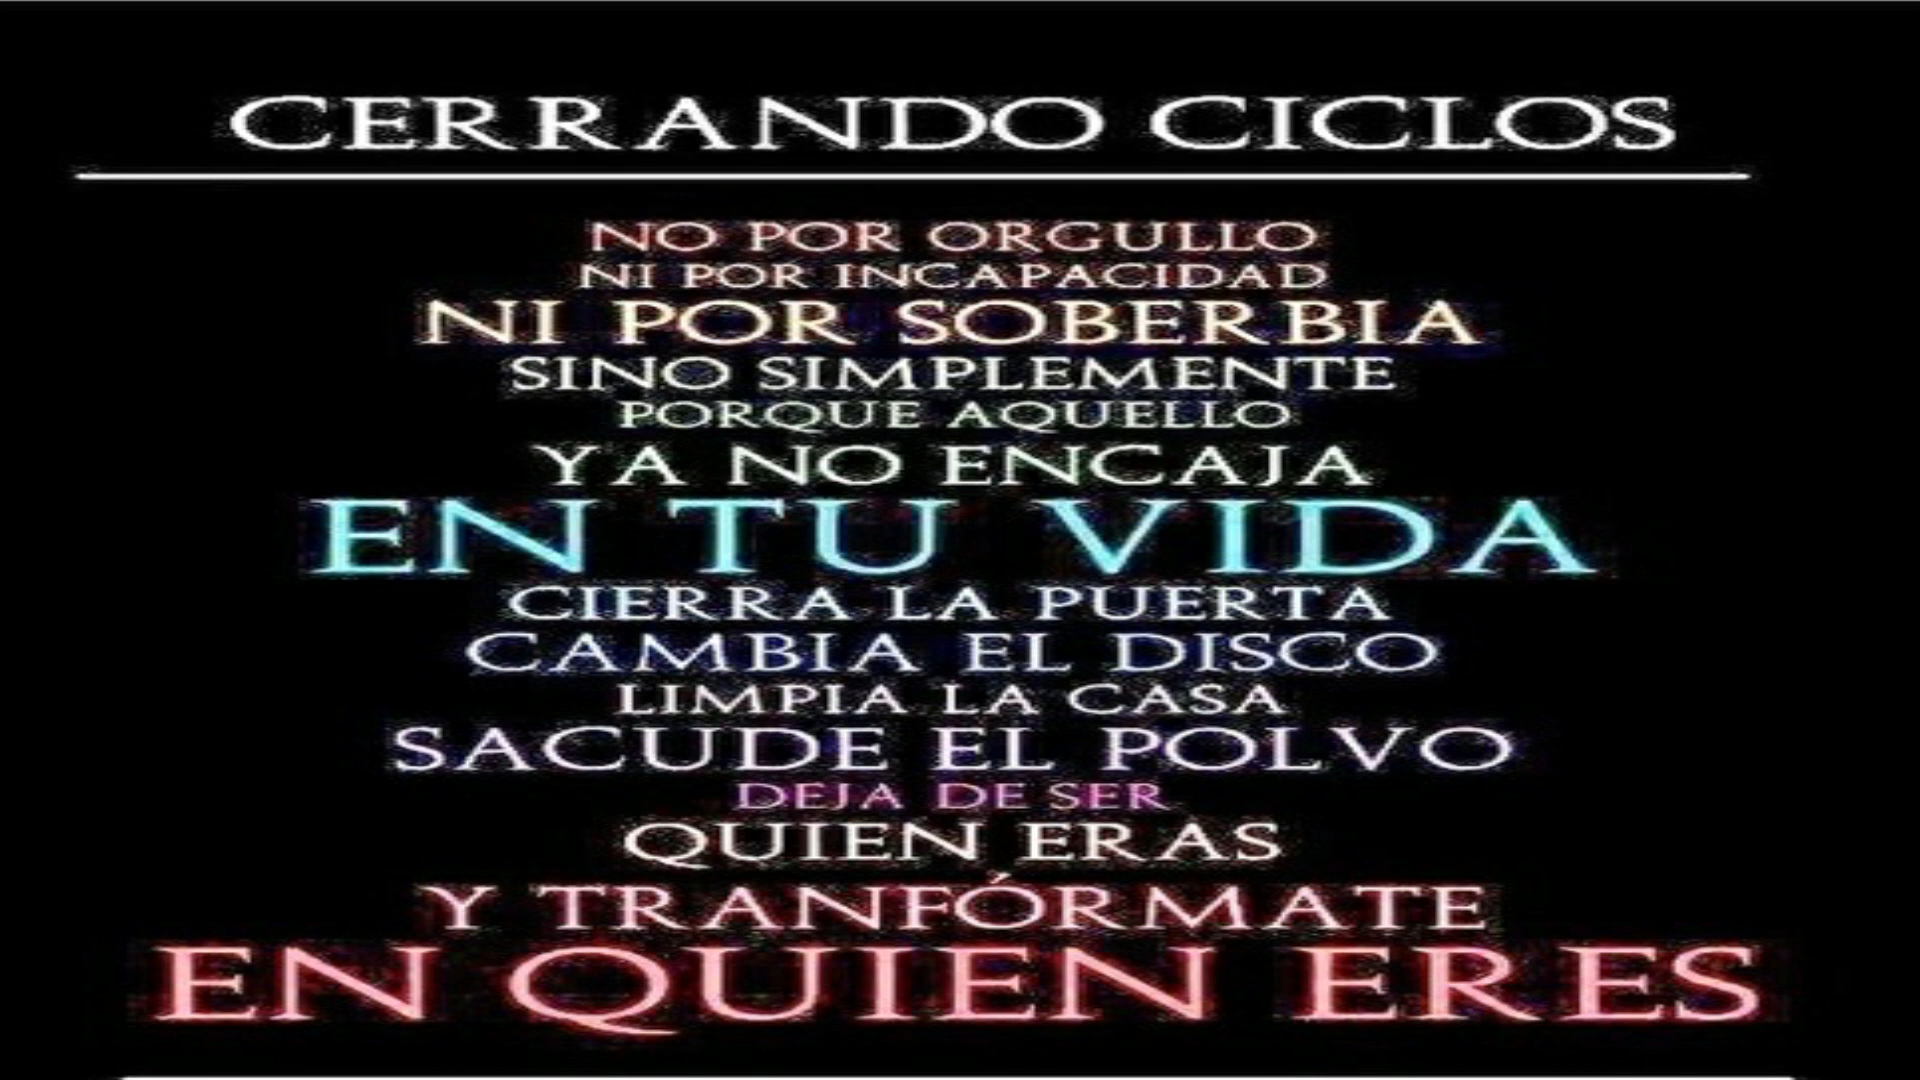 CERRANDO CICLOS
NO POR ORGULLO
NI POR INCAPACIDAD
NI POR SOBERBIA
SINO SIMPLEMENTE
PORQUE AQUELLO
YA NO ENCAJA
EN TU VIDA
CIERRA LA PUERTA
CAMBIA EL DISCO
LIMPIA LA CASA
SACUDE EL POLVO
DEJA DE SER
QUIEN ERAS
Y TRANFÓRMATE
EN QUIEN ERES